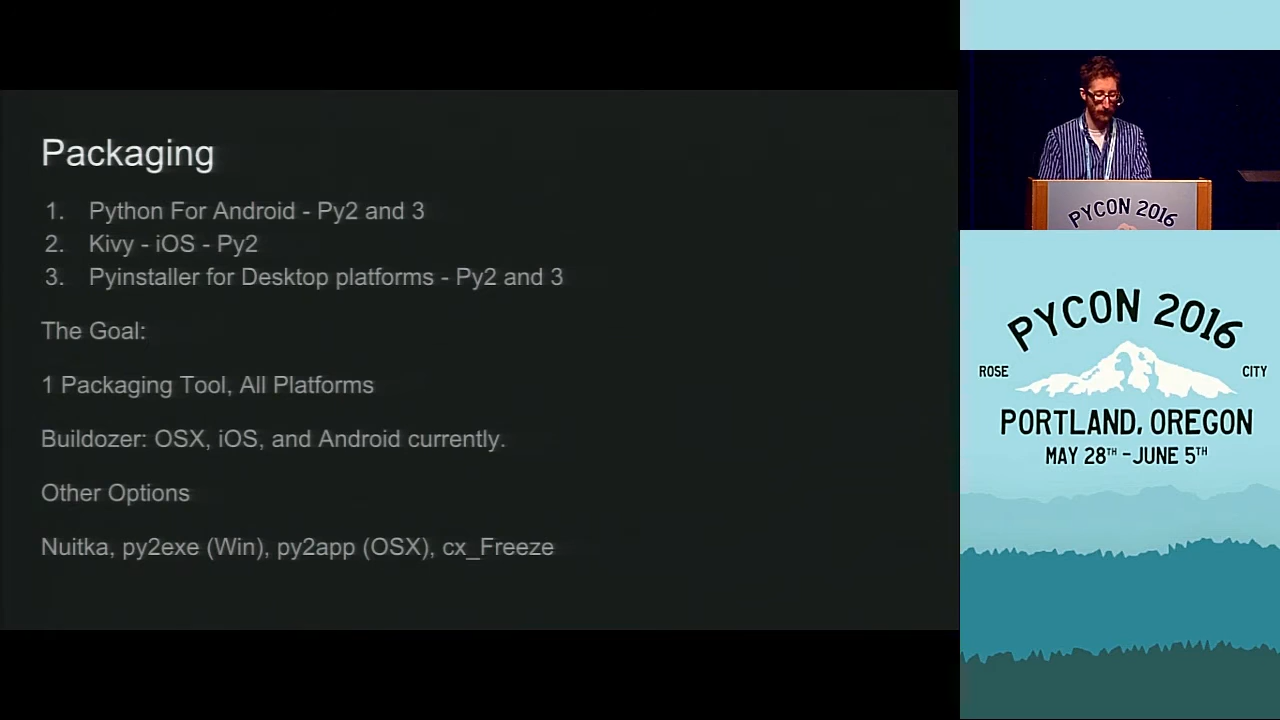 Packaging
1. Python For Android - Py2 and 3
2. Kivy - iOS - Py2
3. Pyinstaller for Desktop platforms - Py2 and 3
The Goal:
1 Packaging Tool, All Platforms
Buildozer: OSX, iOS, and Android currently.
Other Options
Nuitka, py2exe (Win), py2app (OSX), cx_Freeze
PYCON 2016
PYCON 2016
ROSE CITY
PORTLAND, OREGON
MAY 28TH - JUNE 5TH